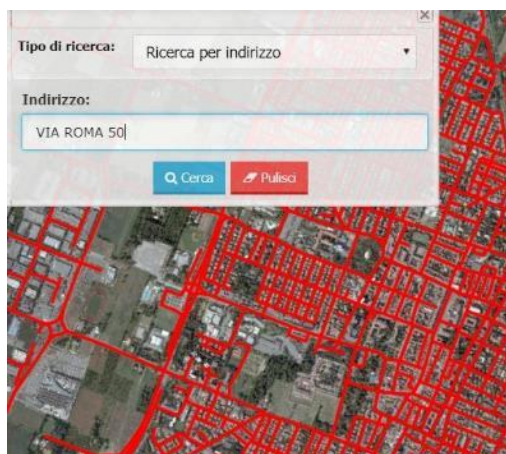 Tipo di ricerca: Ricerca per indirizzo
Indirizzo:
VIA ROMA 50
Cerca Pulisci